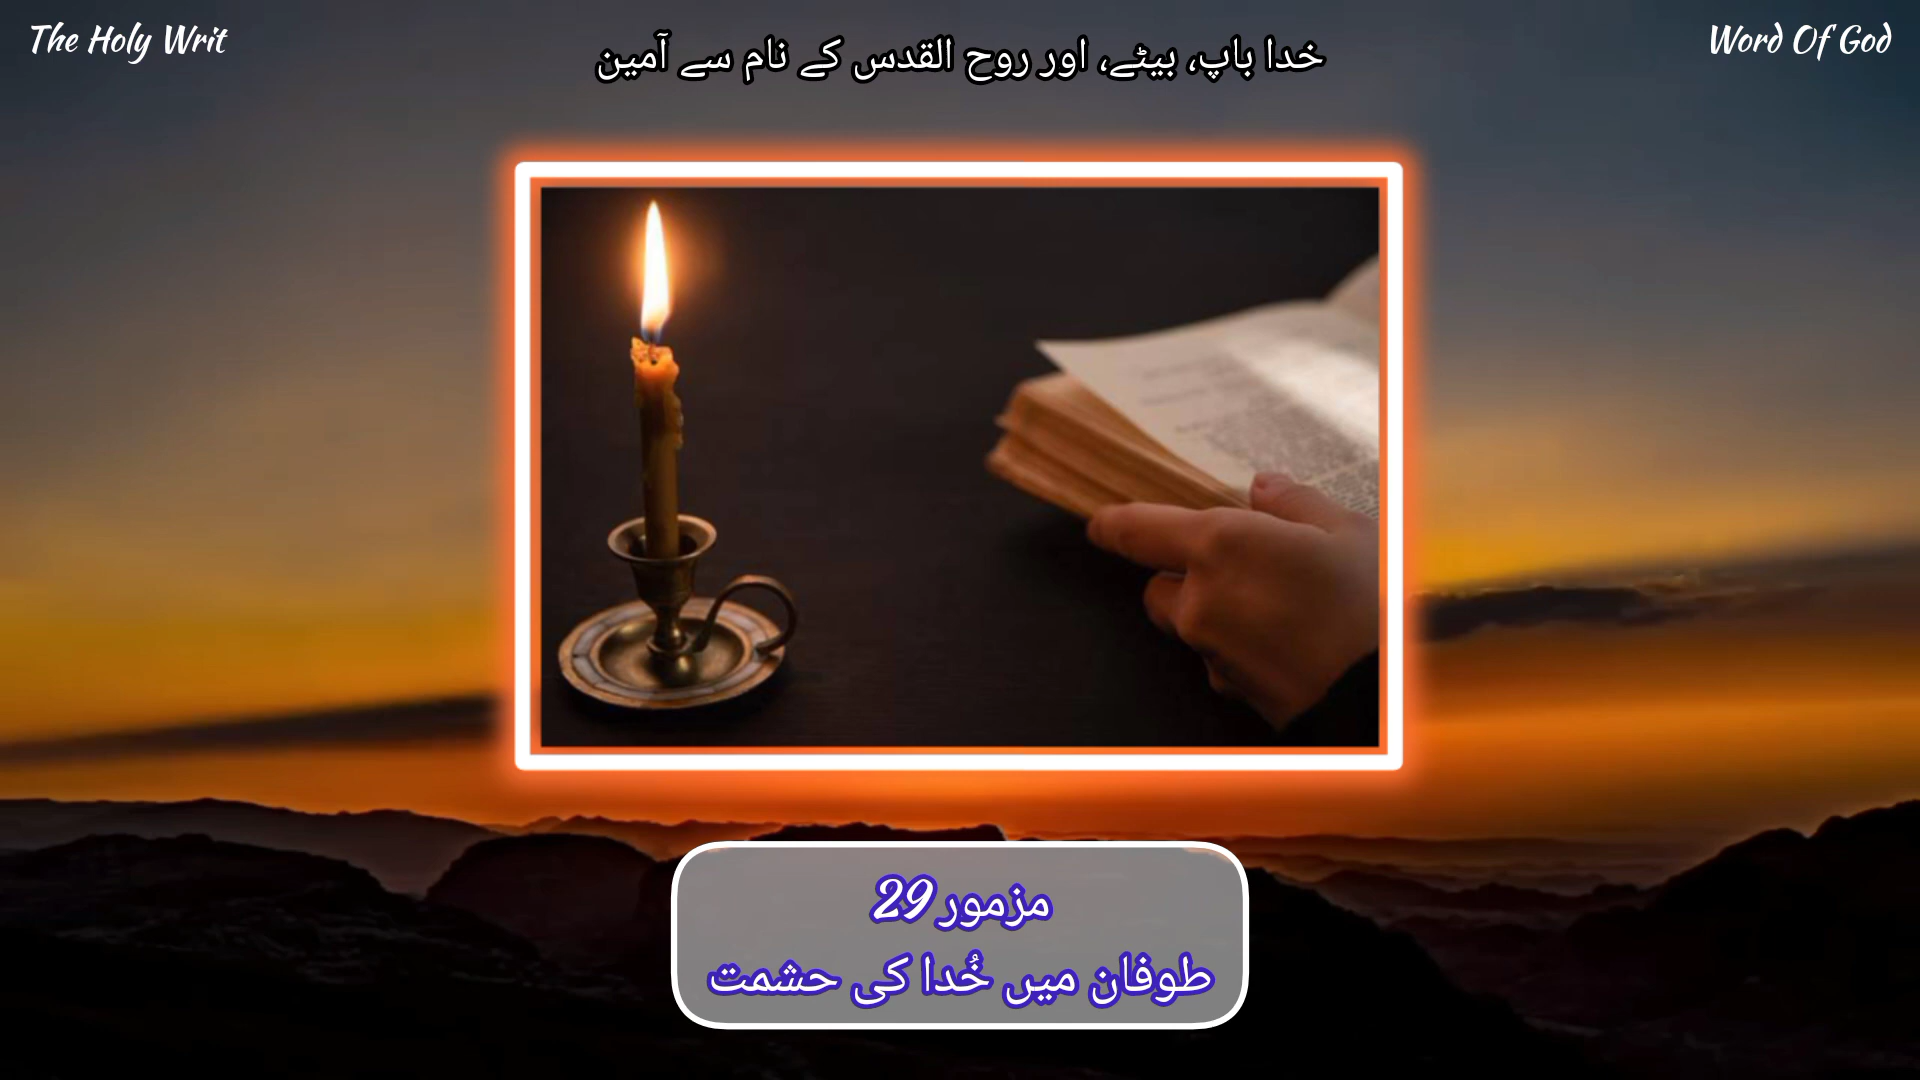 The Holy Writ
خدا باپ، بیٹے، اور روح القدس کے نام سے آمین
Word Of God
مزمور 29
طوفان میں خُدا کی حشمت